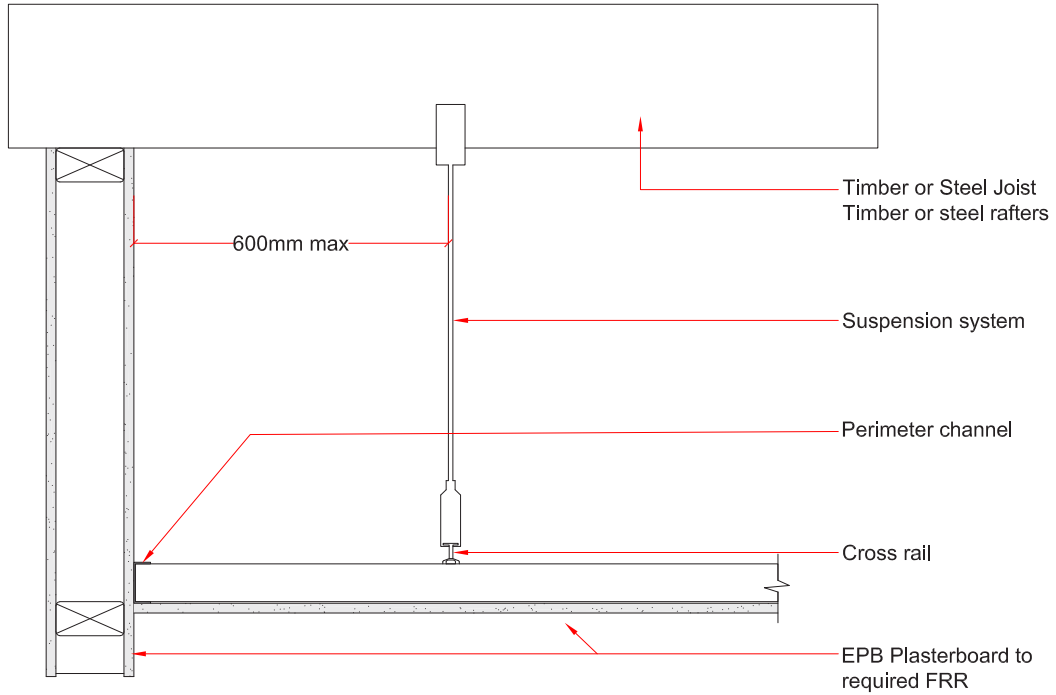 Timber or Steel Joist
Timber or steel rafters
600mm max
Suspension system
Perimeter channel
Cross rail
EPB Plasterboard to
required FRR